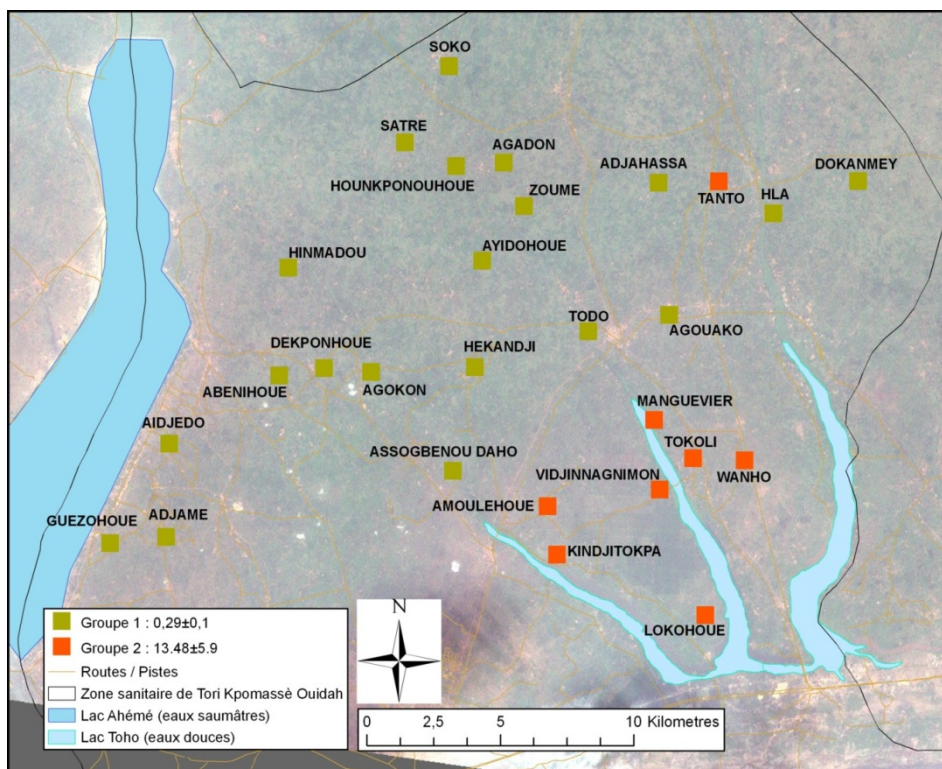 SOKO
SATRE
AGADON
HOUNKPONOUHOUE
ADJAHASSA
DOKANMEY
ZOUME
TANTO
HLA
HINMADOU
AYIDOHOUE
TODO
AGOUAKO
DEKPONHOUE
HEKANDJI
ABENIHOUE
AGOKON
MANGUEVIER
AIDJEDO
TOKOLI
ASSOGBENOU DAHO
WANHO
VIDJINNAGNIMON
AMOULEHOUE
GUEZOHOUE
ADJAME
KINDJITOKPA
LOKOHOUE
Groupe 1 : 0,29±0,1
Groupe 2 : 13.48±5.9
Routes / Pistes
Zone sanitaire de Tori Kpomassè Ouidah
Lac Ahémé (eaux saumâtres)
Lac Toho (eaux douces)
N
0 2,5 5 10 Kilometres